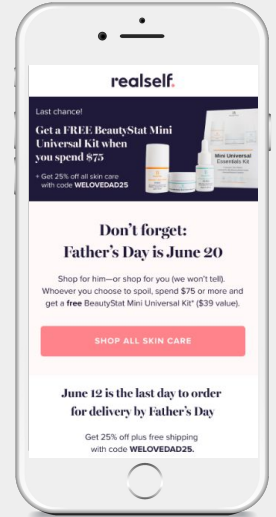 realself.
Last chance!
Get a FREE BeautyStat Mini
Universal Kit when
you spend $75
+ Get 25% off all skin care
with code WELOVEDAD25
Mini Universal
Essentials Kit
Don't forget:
Father's Day is June 20
Shop for him—or shop for you (we won't tell).
Whoever you choose to spoil, spend $75 or more and
get a free BeautyStat Mini Universal Kit* ($39 value).
SHOP ALL SKIN CARE
June 12 is the last day to order
for delivery by Father's Day
Get 25% off plus free shipping
with code WELOVEDAD25.